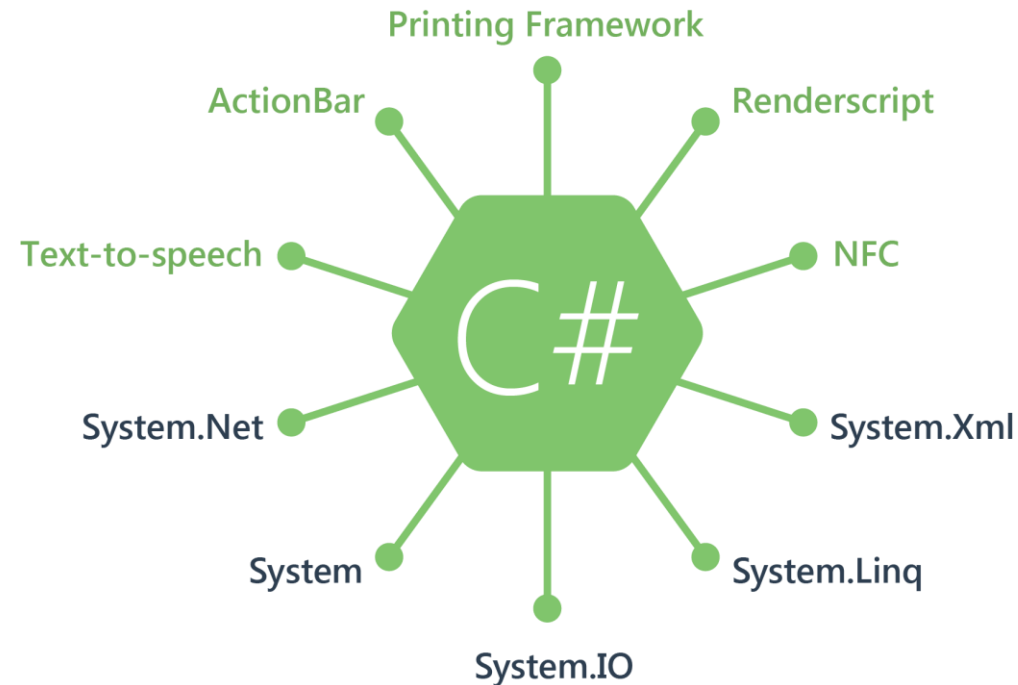 Printing Framework
ActionBar
Renderscript
Text-to-speech
NFC
C#
System.Net
System.Xml
System
System.Linq
System.IO